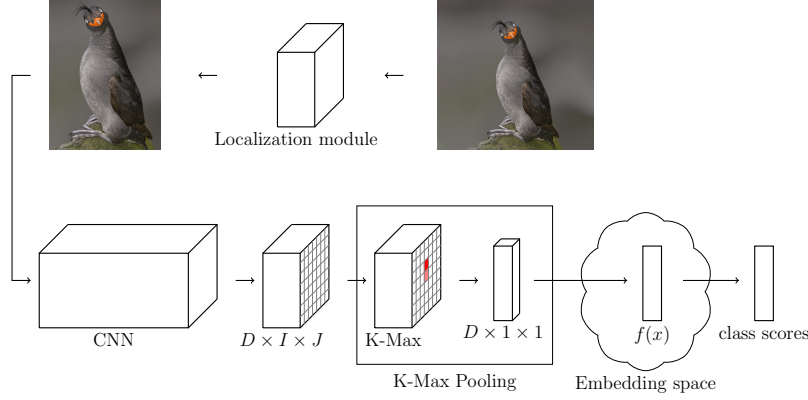 Localization module
CNN
D × I × J
K-Max
D × 1 × 1
f(x)
class scores
K-Max Pooling
Embedding space